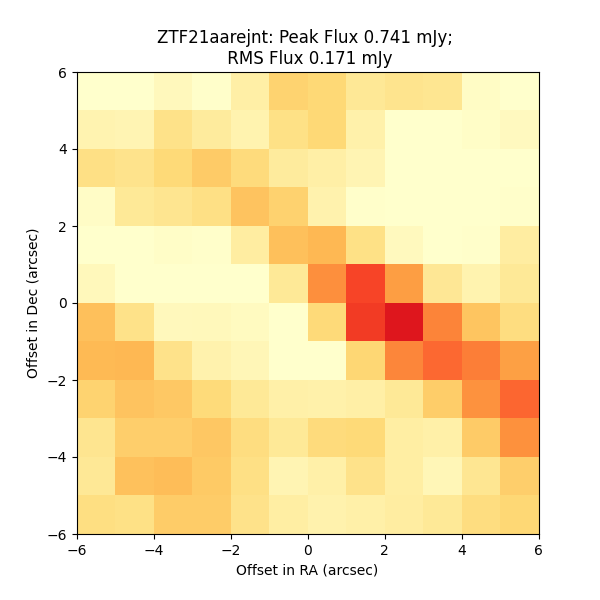 ZTF21aarejnt: Peak Flux 0.741 mJy;
RMS Flux 0.171 mJy
6
4
2
0
−2
−4
−6
Offset in Dec (arcsec)
−6 −4 −2 0 2 4 6
Offset in RA (arcsec)